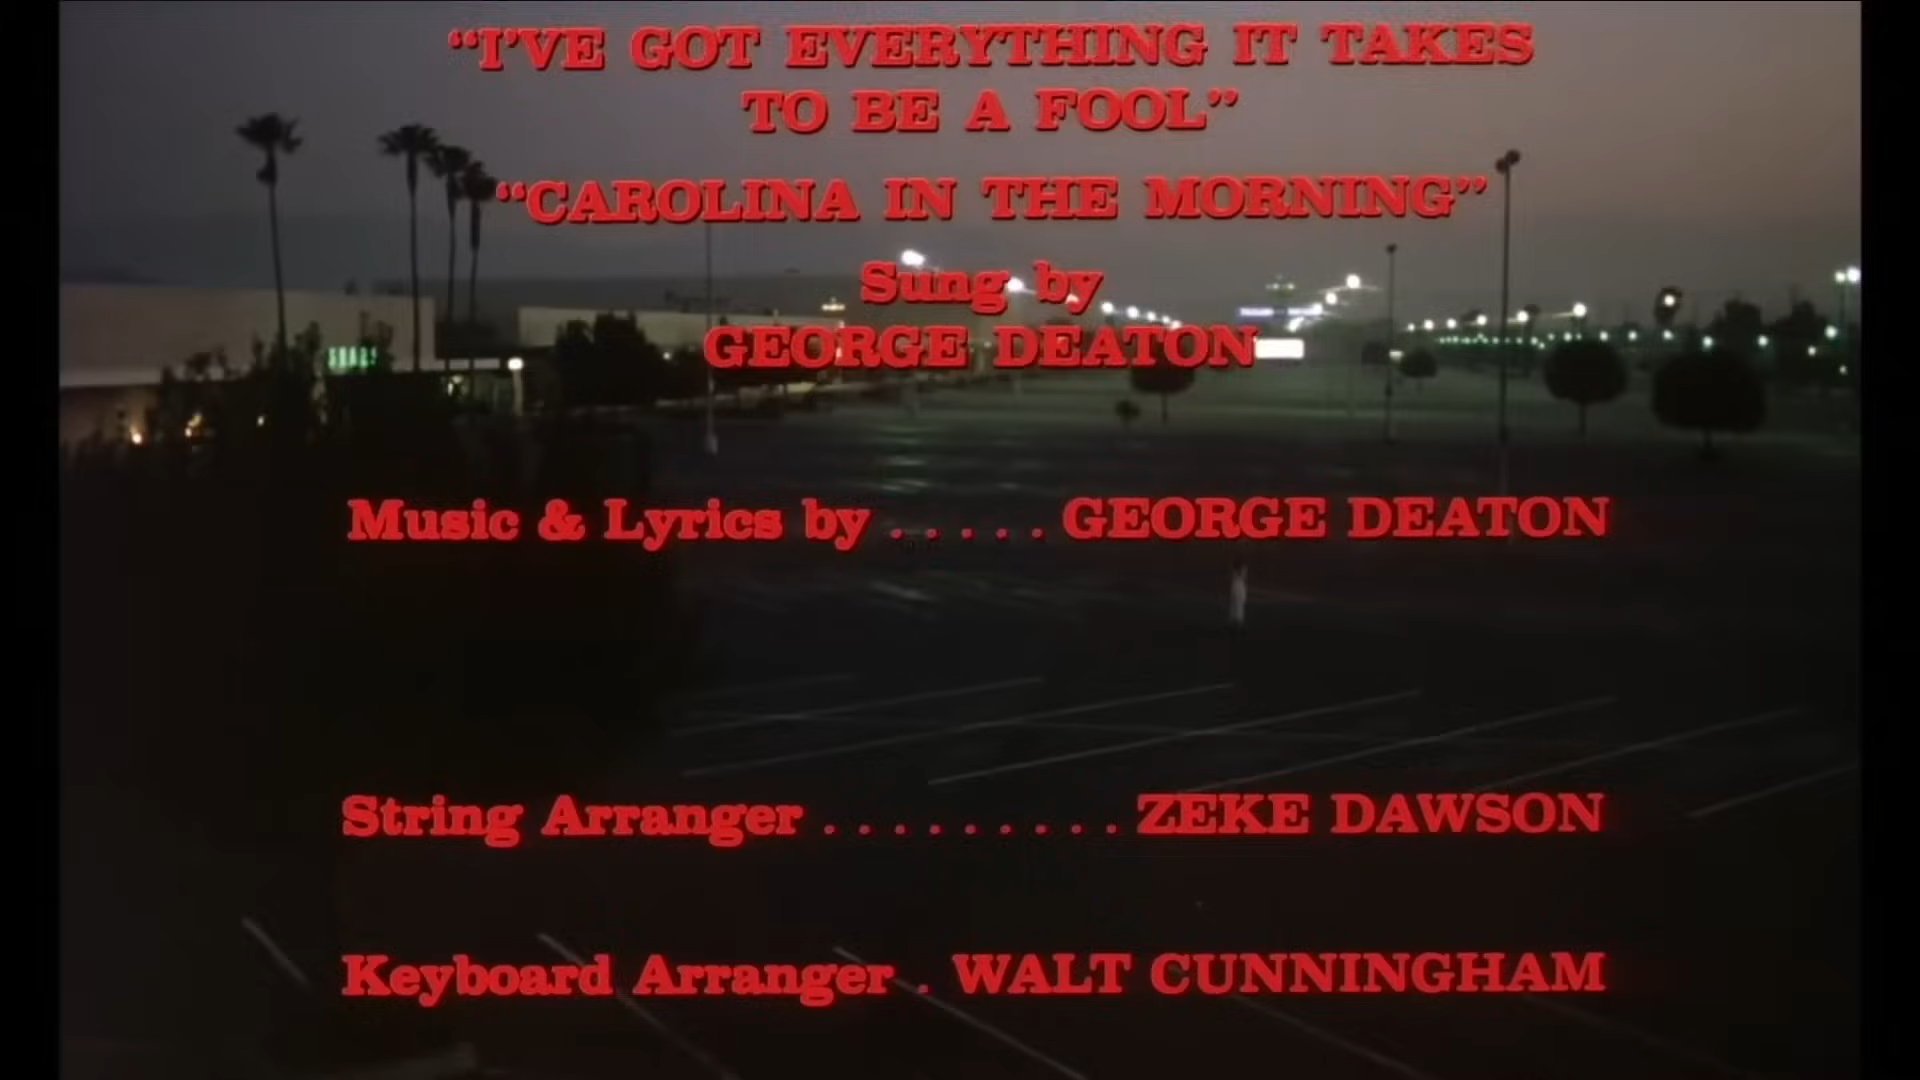 “I’VE GOT EVERYTHING IT TAKES
TO BE A FOOL”
“CAROLINA IN THE MORNING”
Sung by
GEORGE DEATON
SEARS
Music & Lyrics by . . . . . GEORGE DEATON
String Arranger . . . . . . . . . ZEKE DAWSON
Keyboard Arranger . WALT CUNNINGHAM